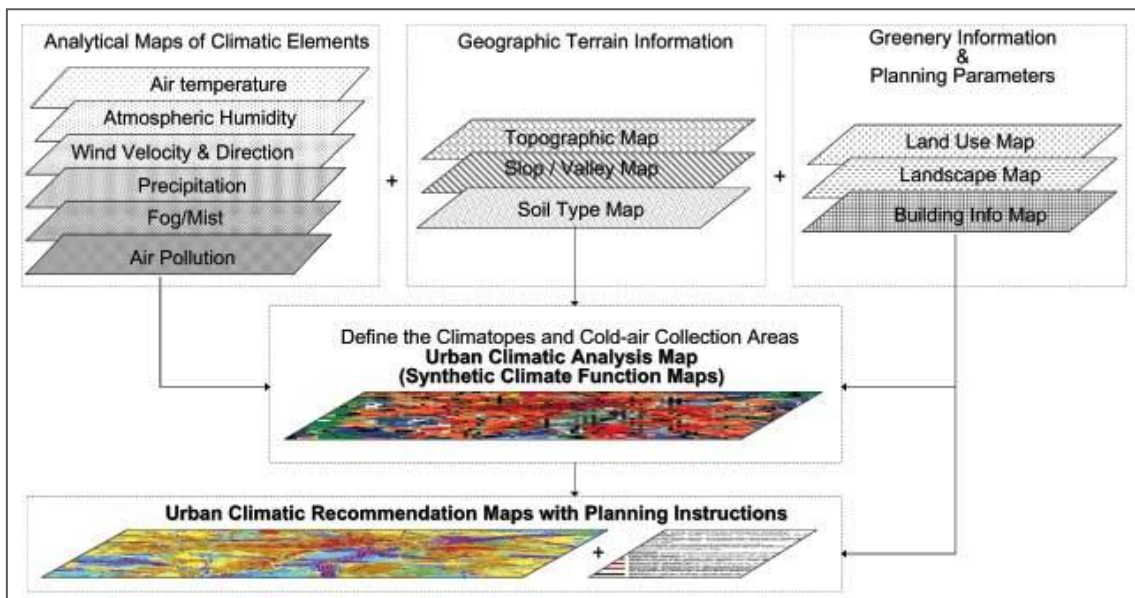 Analytical Maps of Climatic Elements
Air temperature
Atmospheric Humidity
Wind Velocity & Direction
Precipitation
Fog/Mist
Air Pollution
+
Geographic Terrain Information
Topographic Map
Slop / Valley Map
Soil Type Map
+
Greenery Information
&
Planning Parameters
Land Use Map
Landscape Map
Building Info Map
Define the Climatopes and Cold-air Collection Areas
Urban Climatic Analysis Map
(Synthetic Climate Function Maps)
Urban Climatic Recommendation Maps with Planning Instructions
+